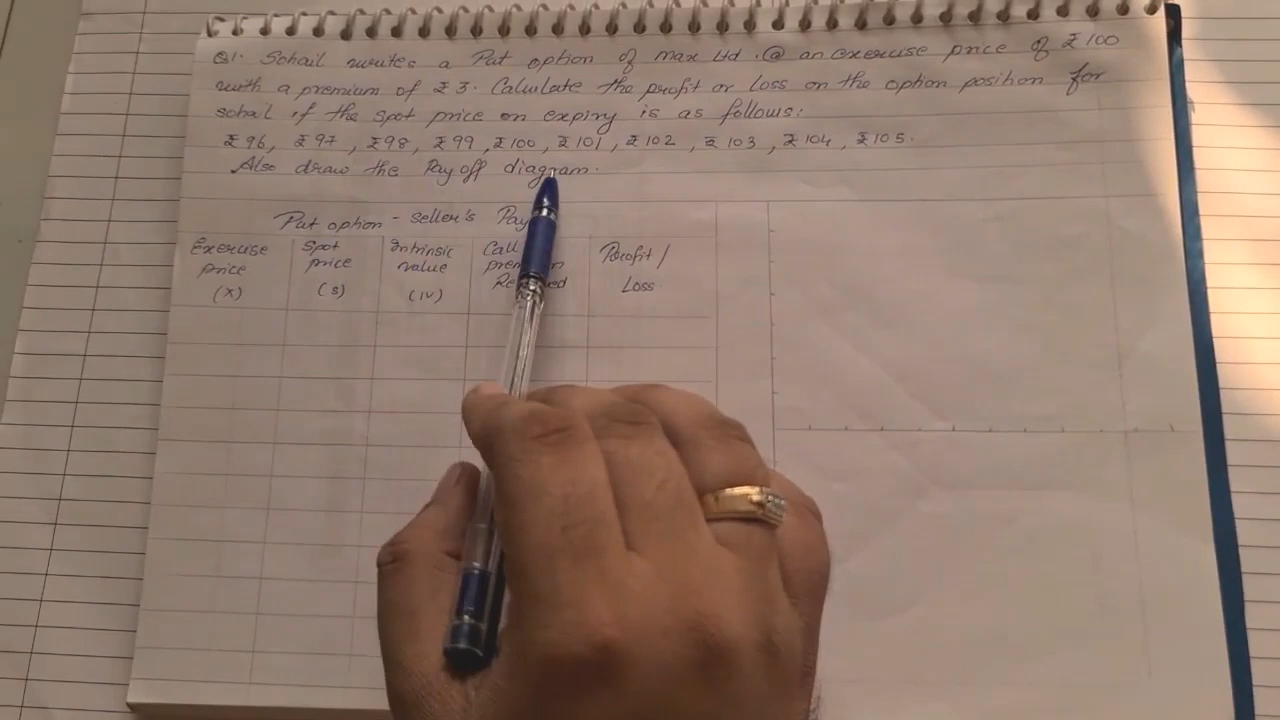 Q1. Sohail writes a Put option of Max Ltd. @ an exercise price of ₹100
with a premium of ₹3. Calculate the profit or loss on the option position for
sohail if the spot price on expiry is as follows:
₹96, ₹97, ₹98, ₹99, ₹100, ₹101, ₹102, ₹103, ₹104, ₹105.
Also draw the Pay off diagram.
Put option - seller's Pay
Exercise price (X)
Spot price (S)
Intrinsic value (IV)
Call
Profit / Loss